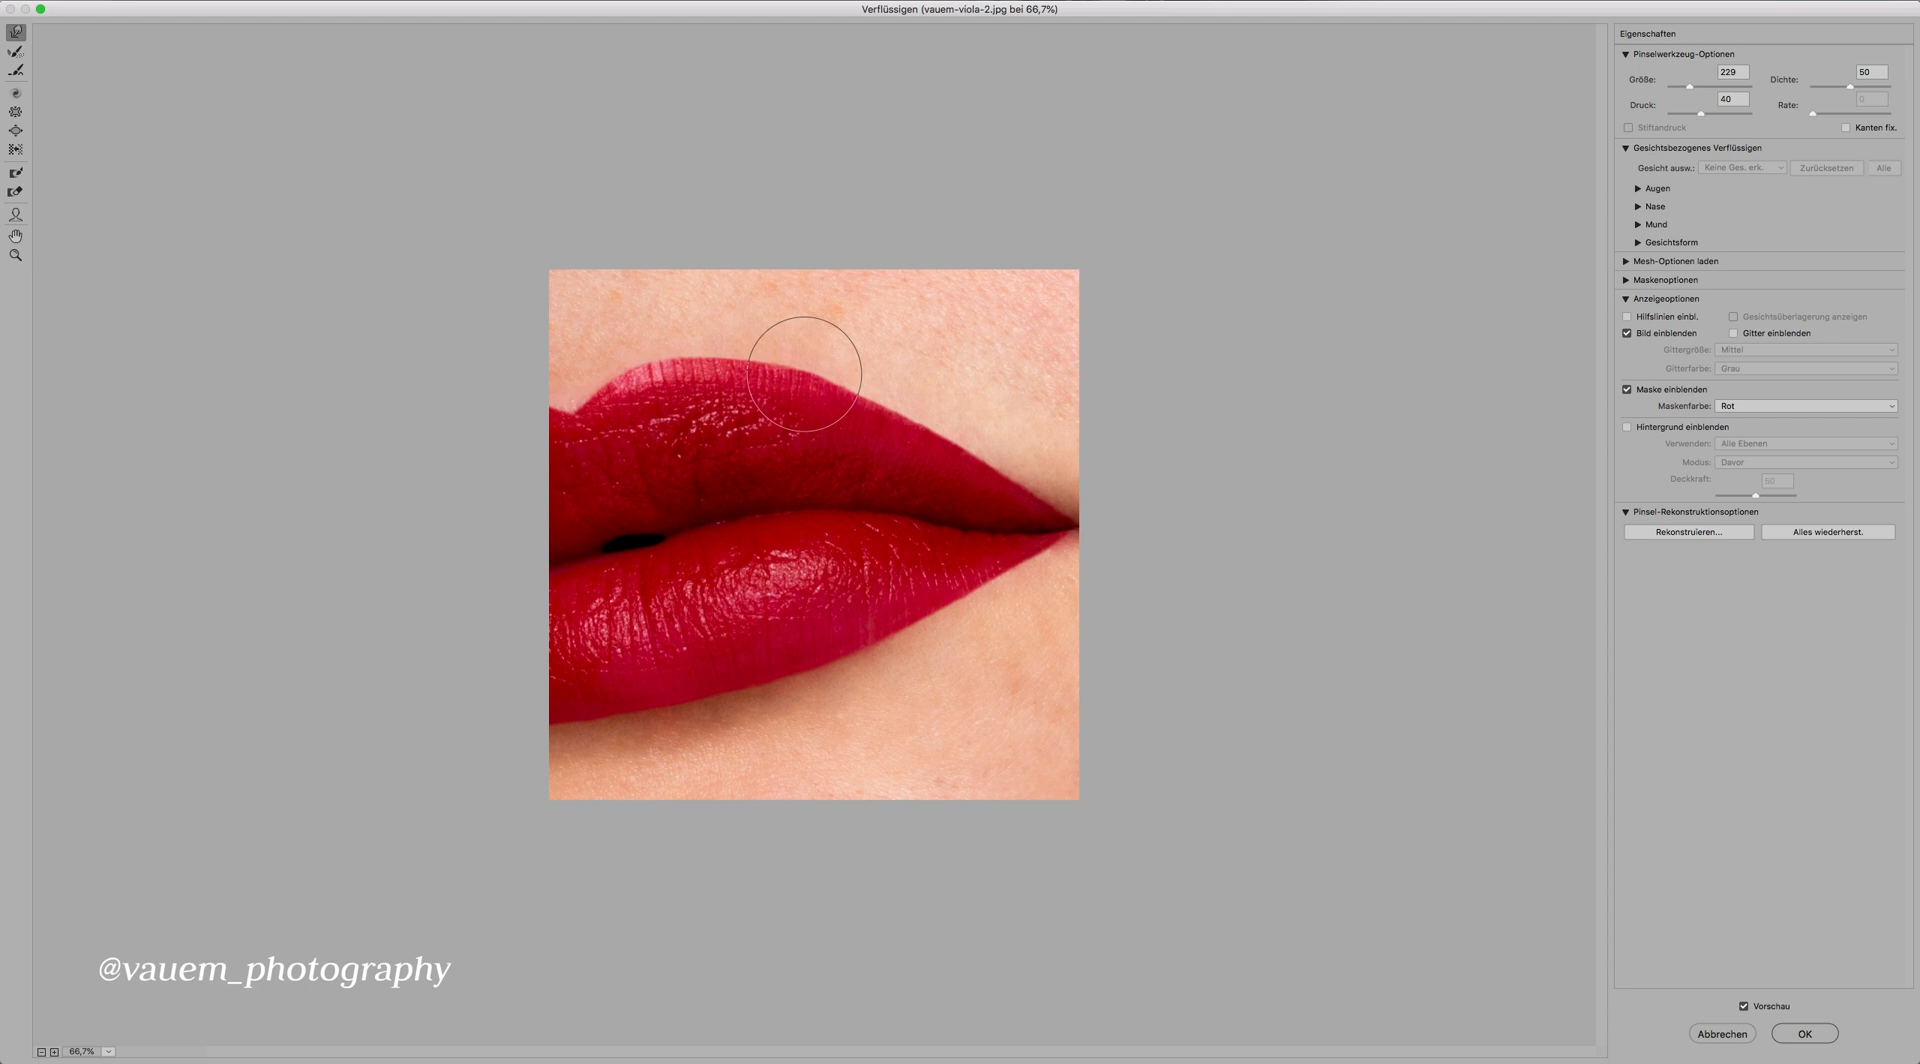 Verflüssigen (vauem-viola-2.jpg bei 66,7%)
Eigenschaften
Pinselwerkzeug-Optionen
Größe: 229 Dichte: 50
Druck: 40 Rate: 0
Stiftandruck Kanten fix.
Gesichtsbezogenes Verflüssigen
Gesicht ausw.: Keine Ges. erk. Zurücksetzen Alle
Augen
Nase
Mund
Gesichtsform
Mesh-Optionen laden
Maskenoptionen
Anzeigeoptionen
Hilfslinien einbl. Gesichtsüberlagerung anzeigen
Bild einblenden Gitter einblenden
Gittergröße: Mittel
Gitterfarbe: Grau
Maske einblenden
Maskenfarbe: Rot
Hintergrund einblenden
Verwenden: Alle Ebenen
Modus: Davor
Deckkraft: 50
Pinsel-Rekonstruktionsoptionen
Rekonstruieren... Alles wiederherst.
@vauem_photography
Vorschau
Abbrechen OK
66,7%